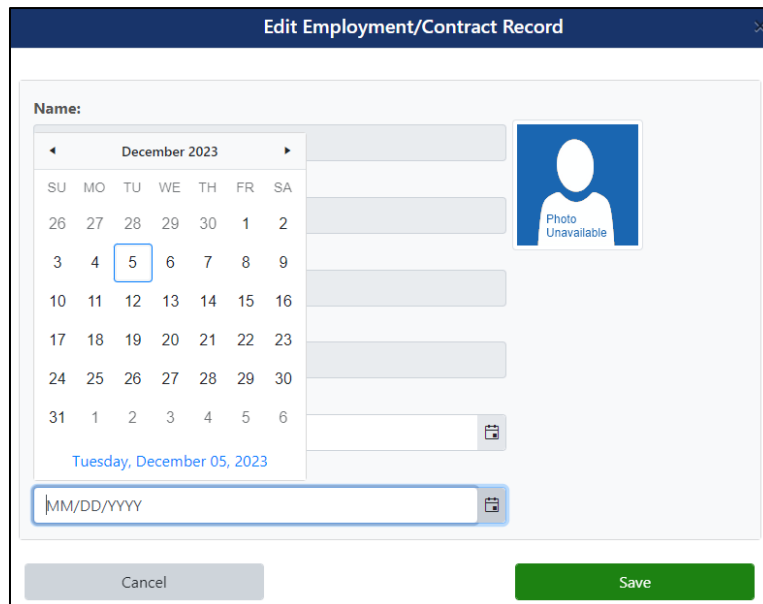 Edit Employment/Contract Record
Name:
December 2023
SU MO TU WE TH FR SA
26 27 28 29 30 1 2
3 4 5 6 7 8 9
10 11 12 13 14 15 16
17 18 19 20 21 22 23
24 25 26 27 28 29 30
31 1 2 3 4 5 6
Tuesday, December 05, 2023
Photo
Unavailable
MM/DD/YYYY
Cancel
Save